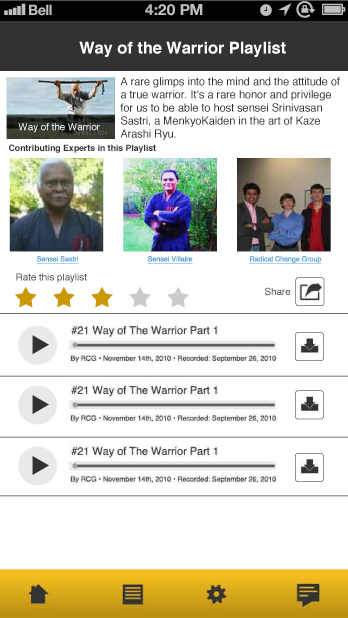 Bell 4:20 PM
Way of the Warrior Playlist
A rare glimps into the mind and the attitude of
a true warrior. It's a rare honor and privilege
for us to be able to host sensei Srinivasan
Sastri, a MenkyoKaiden in the art of Kaze
Arashi Ryu.
Way of the Warrior
Contributing Experts in this Playlist
Sensei Sastri Sensei Villaire Radical Change Group
Rate this playlist
Share
#21 Way of The Warrior Part 1
By RCG • November 14th, 2010 • Recorded: September 26, 2010
#21 Way of The Warrior Part 1
By RCG • November 14th, 2010 • Recorded: September 26, 2010
#21 Way of The Warrior Part 1
By RCG • November 14th, 2010 • Recorded: September 26, 2010